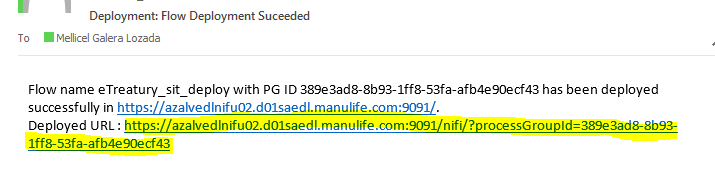 Deployment: Flow Deployment Suceeded
To Mellicel Galera Lozada
Flow name eTreatury_sit_deploy with PG ID 389e3ad8-8b93-1ff8-53fa-afb4e90ecf43 has been deployed
successfully in https://azalvedlnifu02.d01saedl.manulife.com:9091/.
Deployed URL : https://azalvedlnifu02.d01saedl.manulife.com:9091/nifi/?processGroupId=389e3ad8-8b93-
1ff8-53fa-afb4e90ecf43